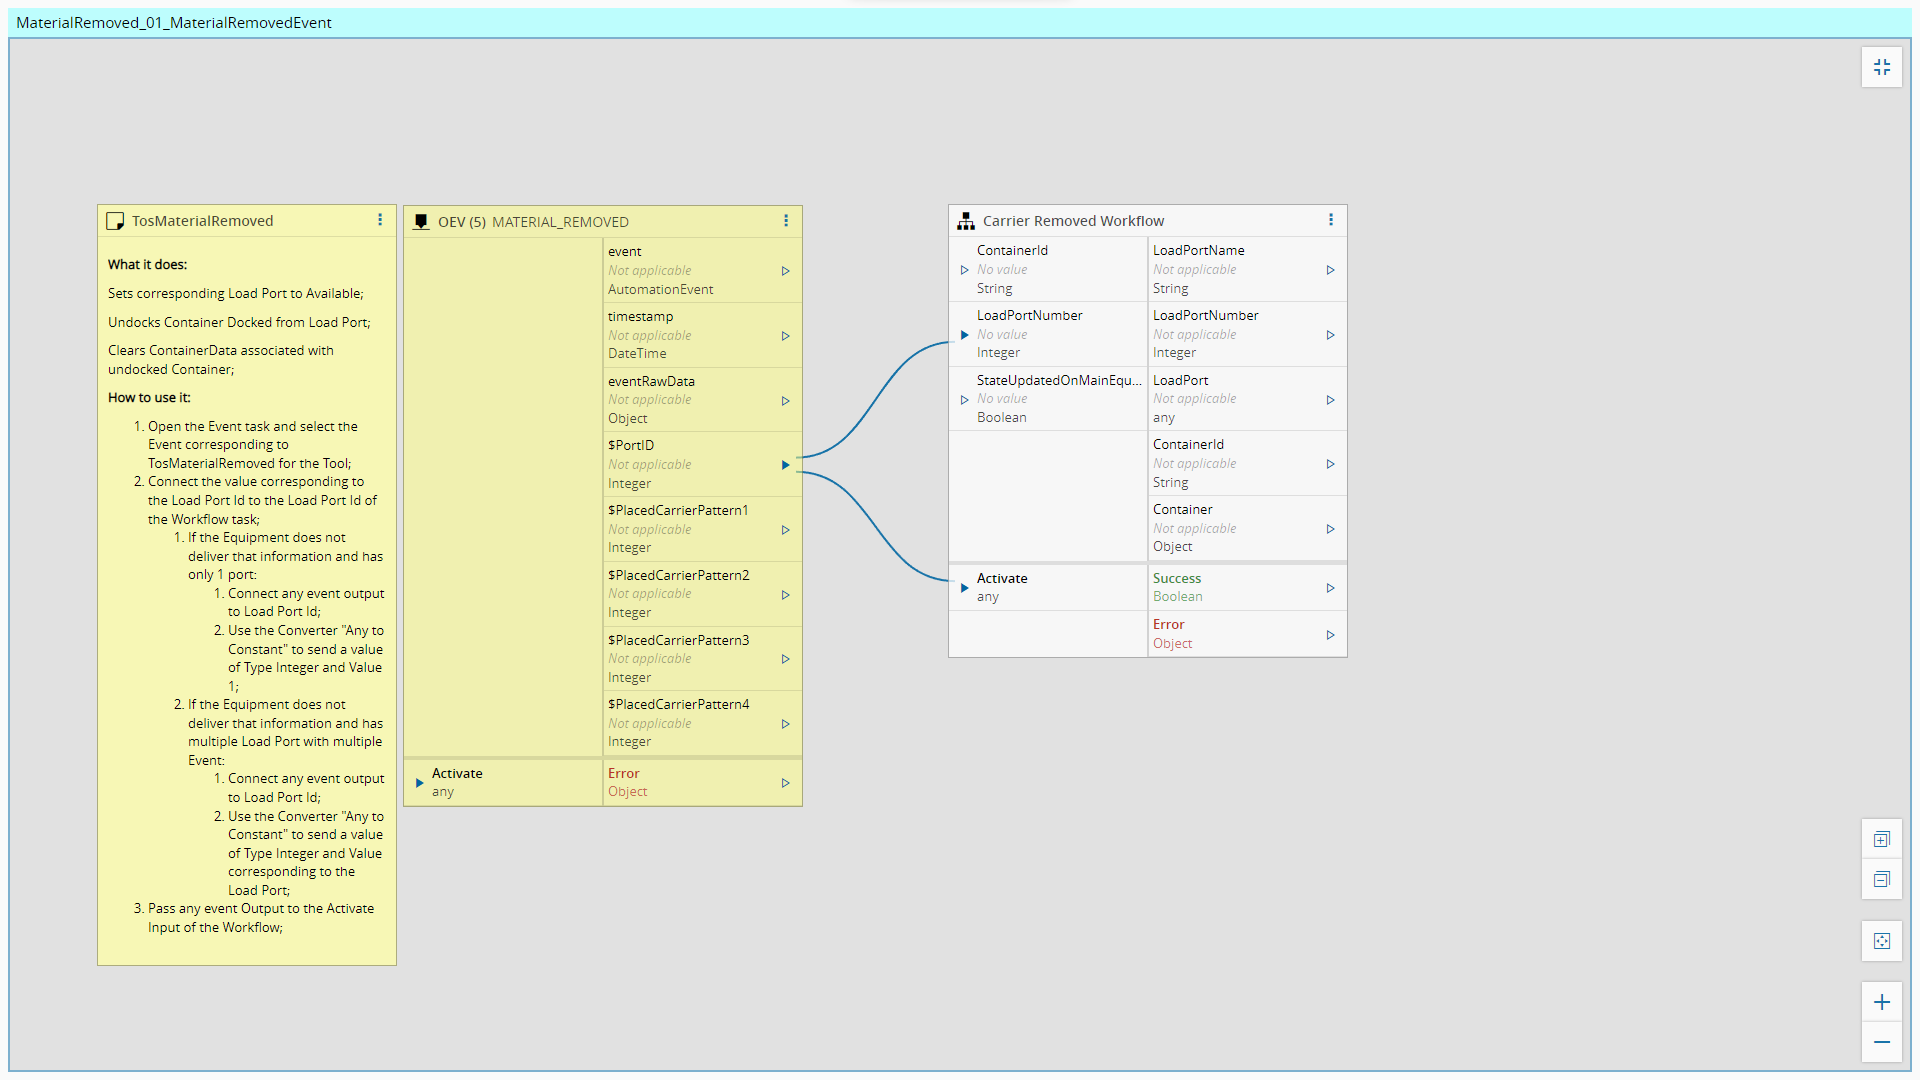 MaterialRemoved_01_MaterialRemovedEvent
TosMaterialRemoved
What it does:
Sets corresponding Load Port to Available;
Undocks Container Docked from Load Port;
Clears ContainerData associated with
undocked Container;
How to use it:
1. Open the Event task and select the
Event corresponding to
TosMaterialRemoved for the Tool;
2. Connect the value corresponding to
the Load Port Id to the Load Port Id of
the Workflow task;
1. If the Equipment does not
deliver that information and has
only 1 port:
1. Connect any event output
to Load Port Id;
2. Use the Converter "Any to
Constant" to send a value
of Type Integer and Value
1;
2. If the Equipment does not
deliver that information and has
multiple Load Port with multiple
Event:
1. Connect any event output
to Load Port Id;
2. Use the Converter "Any to
Constant" to send a value
of Type Integer and Value
corresponding to the
Load Port;
3. Pass any event Output to the Activate
Input of the Workflow;
OEV (5) MATERIAL_REMOVED
event
Not applicable
AutomationEvent
timestamp
Not applicable
DateTime
eventRawData
Not applicable
Object
$PortID
Not applicable
Integer
$PlacedCarrierPattern1
Not applicable
Integer
$PlacedCarrierPattern2
Not applicable
Integer
$PlacedCarrierPattern3
Not applicable
Integer
$PlacedCarrierPattern4
Not applicable
Integer
Activate
any
Error
Object
Carrier Removed Workflow
ContainerId
No value
String
LoadPortNumber
No value
Integer
StateUpdatedOnMainEqu...
No value
Boolean
LoadPortName
Not applicable
String
LoadPortNumber
Not applicable
Integer
LoadPort
Not applicable
any
ContainerId
Not applicable
String
Container
Not applicable
Object
Activate
any
Success
Boolean
Error
Object